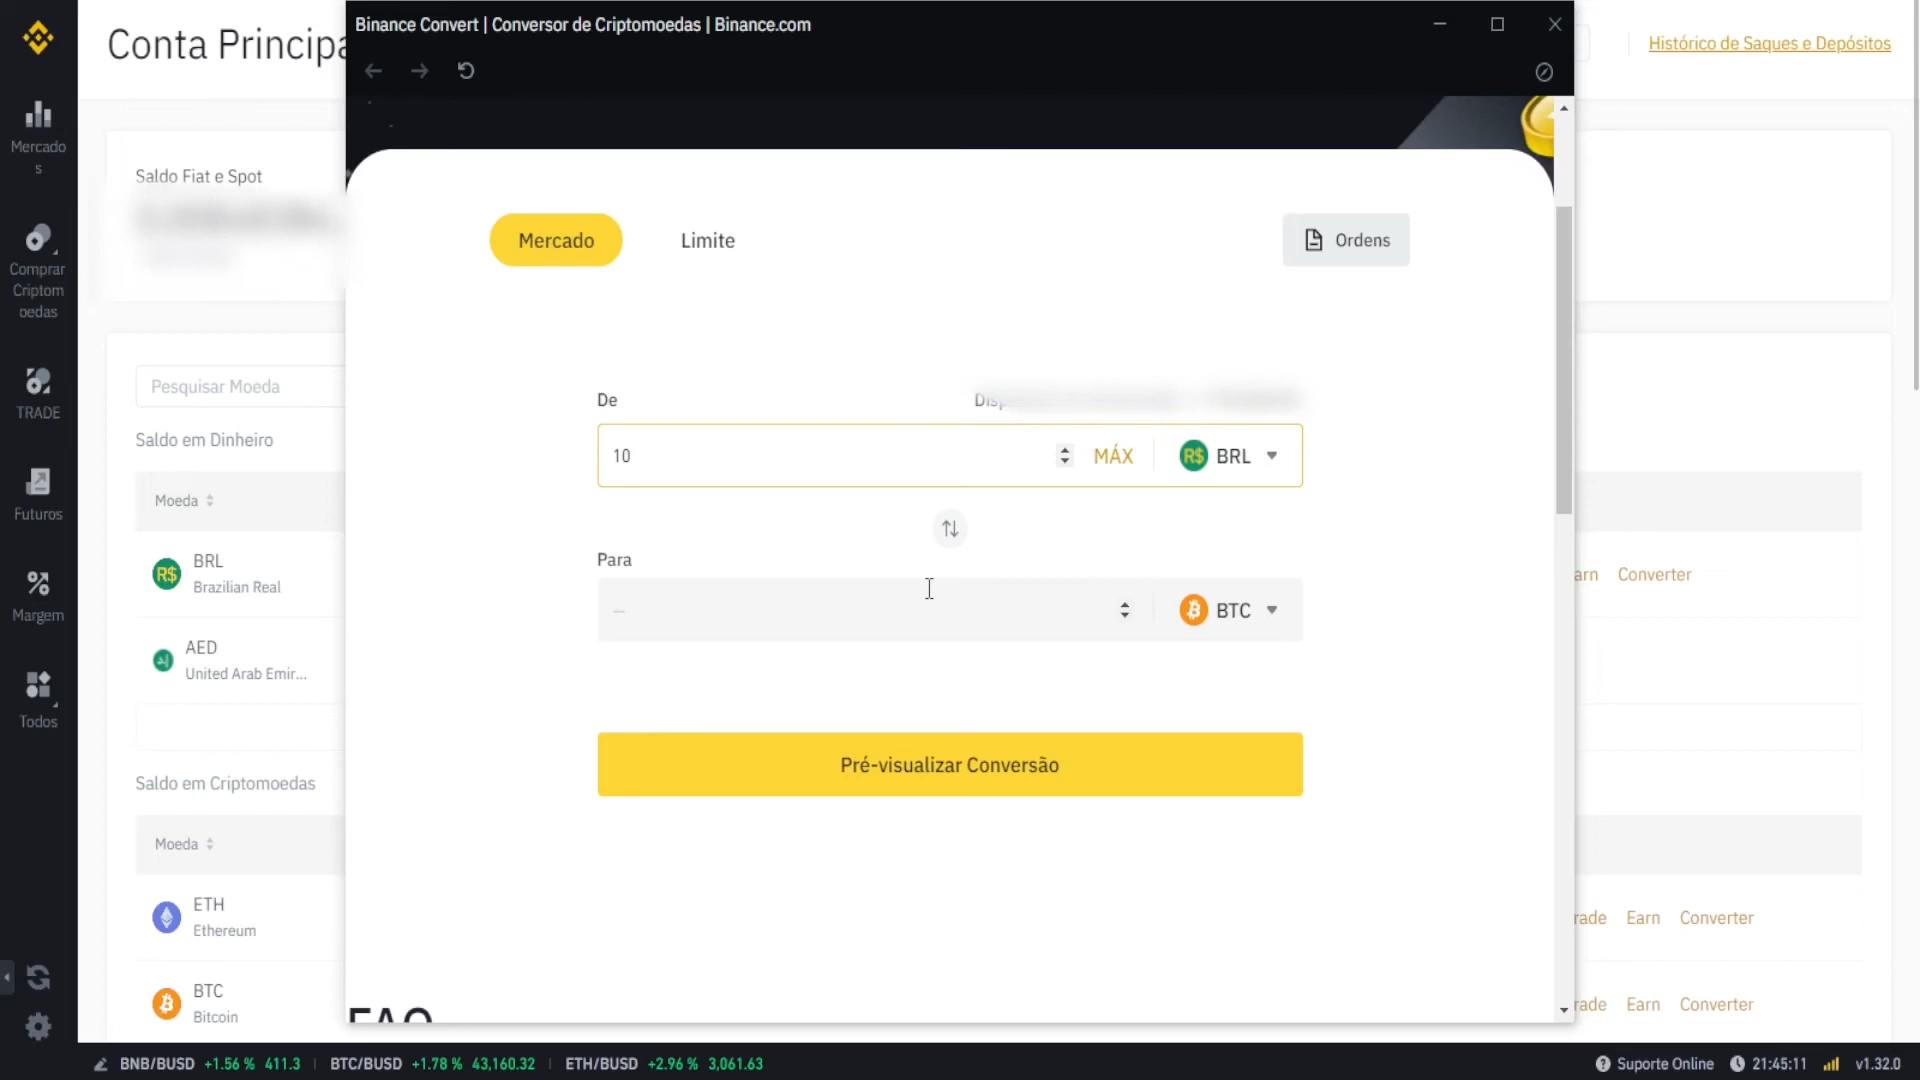 Binance Convert | Conversor de Criptomoedas | Binance.com
Conta Principa
Histórico de Saques e Depósitos
Mercado
s
Comprar
Criptom
oedas
TRADE
Futuros
Margem
Todos
Saldo Fiat e Spot
Pesquisar Moeda
Saldo em Dinheiro
Moeda
BRL
Brazilian Real
AED
United Arab Emir...
Saldo em Criptomoedas
Moeda
ETH
Ethereum
BTC
Bitcoin
Mercado
Limite
Ordens
De
10
MÁX
R$ BRL
Para
—
BTC
Pré-visualizar Conversão
FAQ
arn Converter
rade Earn Converter
rade Earn Converter
BNB/BUSD +1.56 % 411.3 | BTC/BUSD +1.78 % 43,160.32 | ETH/BUSD +2.96 % 3,061.63
Suporte Online 21:45:11 v1.32.0